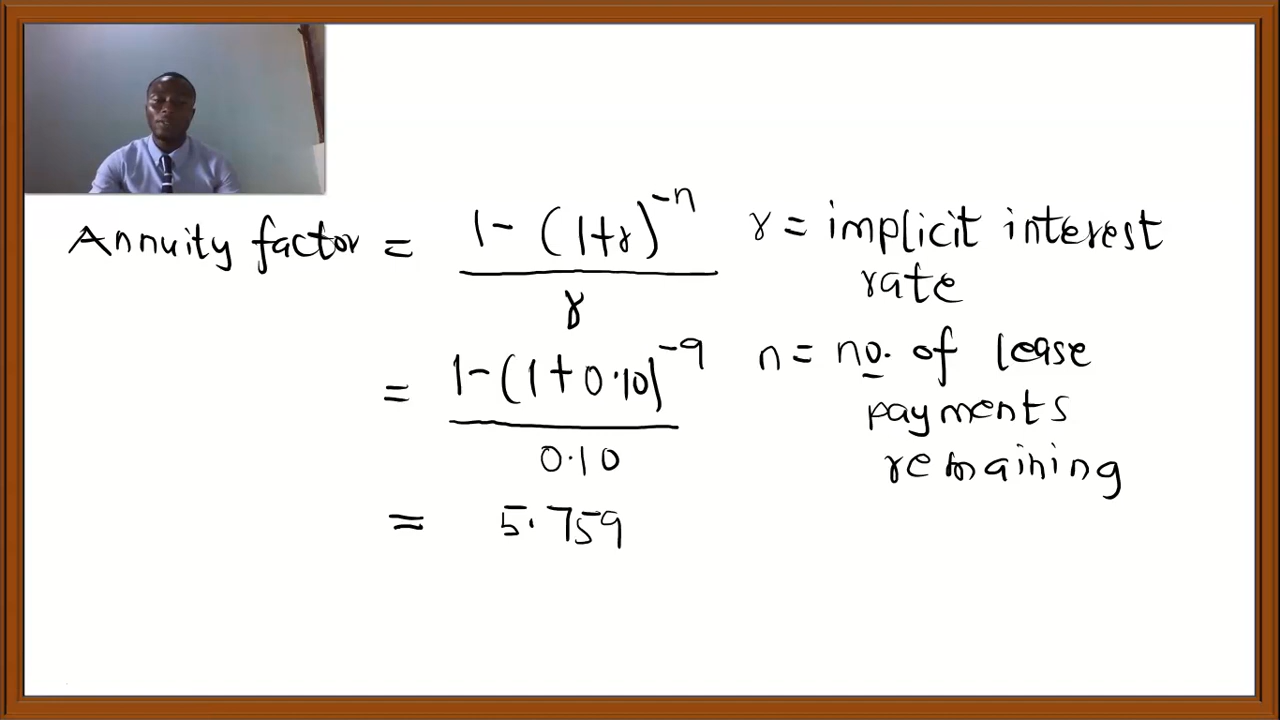 Annuity factor = 1-(1+r)^-n / r
r = implicit interest rate
= 1-(1+0.10)^-9 / 0.10
n = no. of lease payments remaining
= 5.759